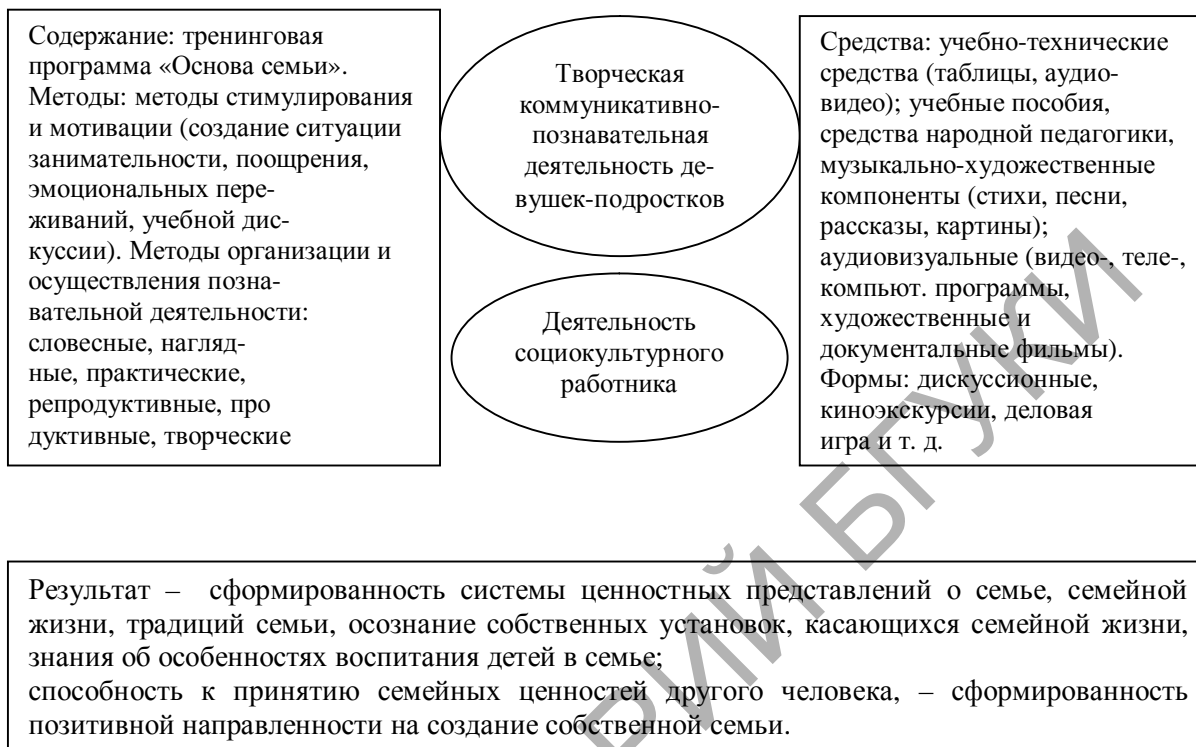 Содержание: тренинговая
программа «Основа семьи».
Методы: методы стимулирования
и мотивации (создание ситуации
занимательности, поощрения,
эмоциональных пере-
живаний, учебной дис-
куссии). Методы организации и
осуществления позна-
вательной деятельности:
словесные, нагляд-
ные, практические,
репродуктивные, про
дуктивные, творческие
Творческая
коммуникативно-
познавательная
деятельность де-
вушек-подростков
Деятельность
социокультурного
работника
Средства: учебно-технические
средства (таблицы, аудио-
видео); учебные пособия,
средства народной педагогики,
музыкально-художественные
компоненты (стихи, песни,
рассказы, картины);
аудиовизуальные (видео-, теле-,
компьют. программы,
художественные и
документальные фильмы).
Формы: дискуссионные,
киноэкскурсии, деловая
игра и т. д.
Результат – сформированность системы ценностных представлений о семье, семейной
жизни, традиций семьи, осознание собственных установок, касающихся семейной жизни,
знания об особенностях воспитания детей в семье;
способность к принятию семейных ценностей другого человека, – сформированность
позитивной направленности на создание собственной семьи.
РИЙ БГУКИ